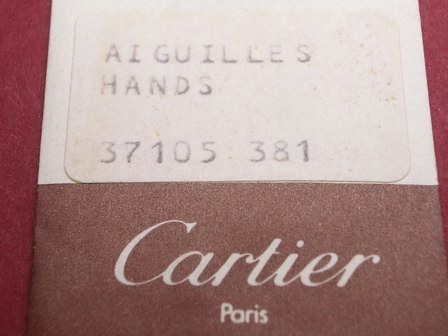 AIGUILLES
HANDS
37105 381
Cartier
Paris